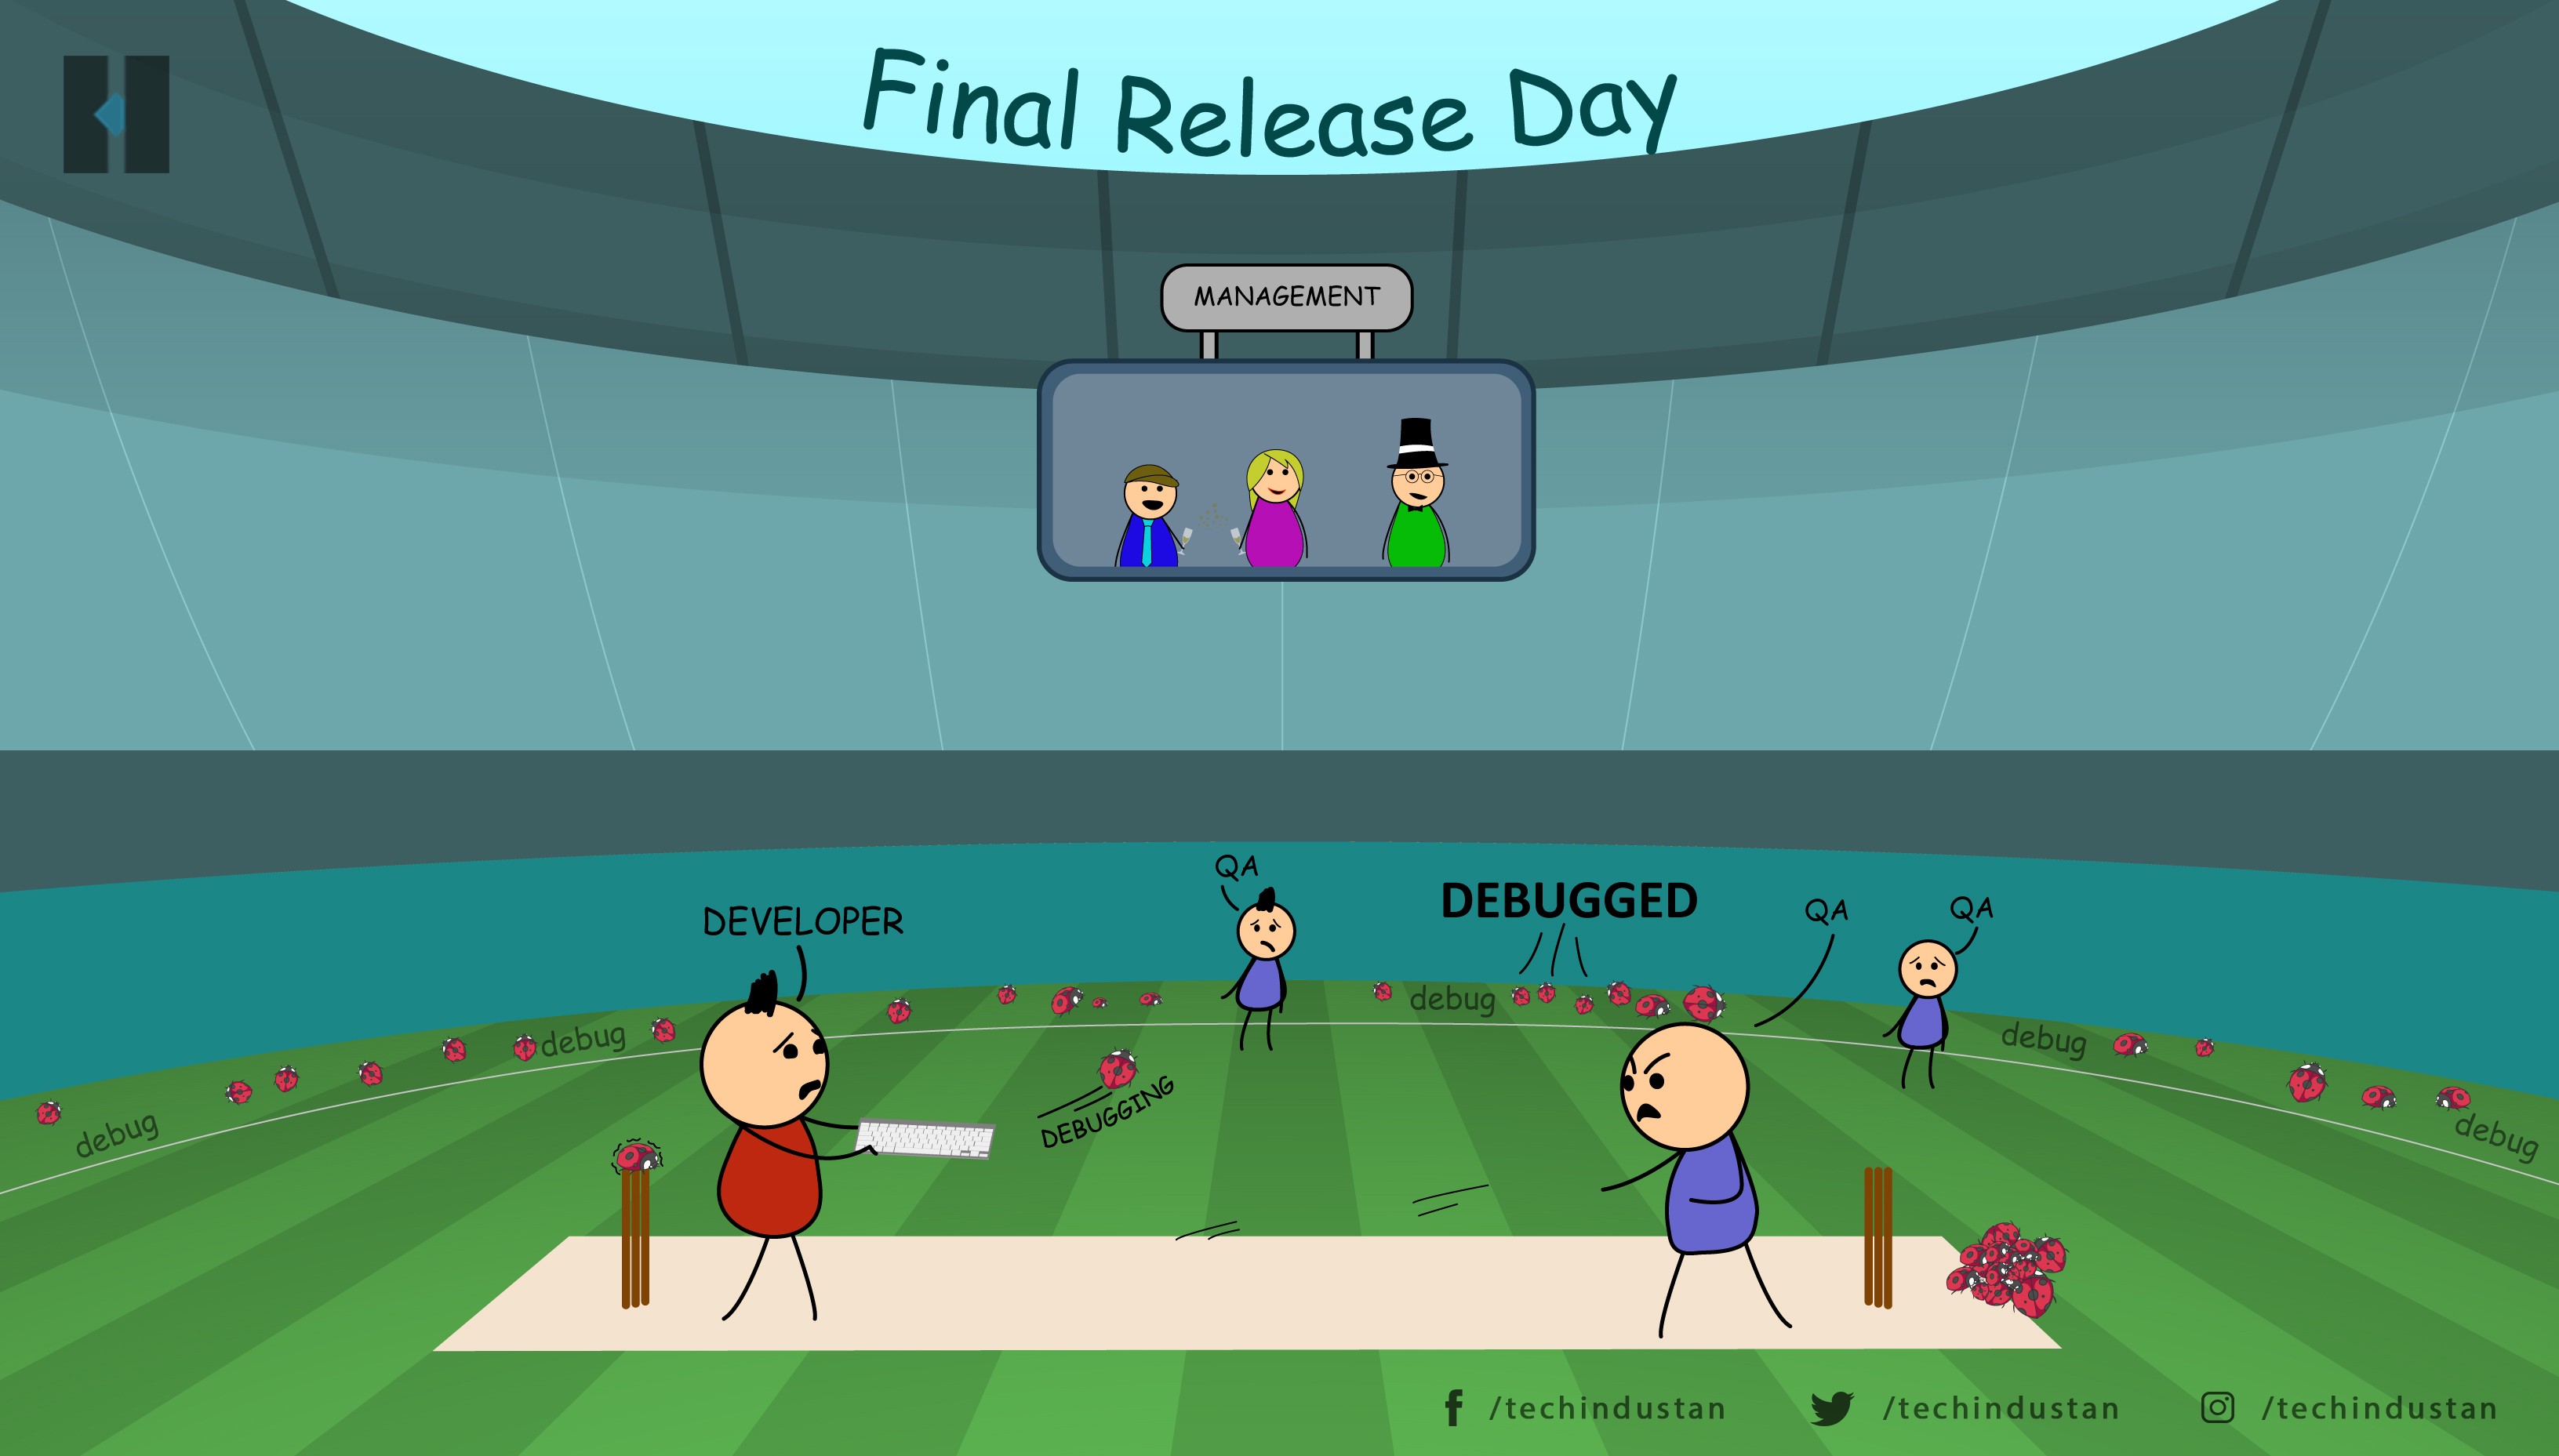 Final Release Day
MANAGEMENT
QA
DEVELOPER
DEBUGGED
QA
QA
debug
debug
debug
debug
debug
DEBUGGING
/techindustan
/techindustan
/techindustan